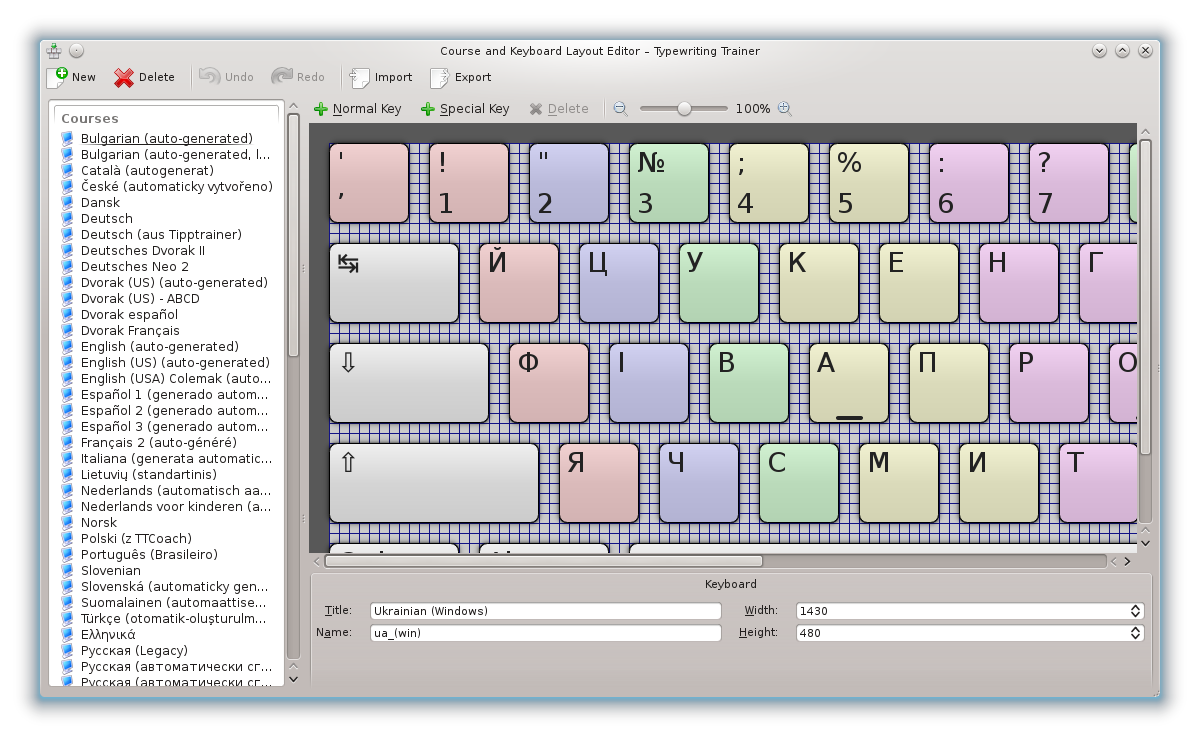 Course and Keyboard Layout Editor – Typewriting Trainer
New Delete Undo Redo Import Export
Normal Key Special Key Delete 100%
Courses
Bulgarian (auto-generated)
Bulgarian (auto-generated, l...
Català (autogenerat)
České (automaticky vytvořeno)
Dansk
Deutsch
Deutsch (aus Tipptrainer)
Deutsches Dvorak II
Deutsches Neo 2
Dvorak (US) (auto-generated)
Dvorak (US) - ABCD
Dvorak español
Dvorak Français
English (auto-generated)
English (US) (auto-generated)
English (USA) Colemak (auto...
Español 1 (generado autom...
Español 2 (generado autom...
Español 3 (generado autom...
Français 2 (auto-généré)
Italiana (generata automatic...
Lietuvių (standartinis)
Nederlands (automatisch aa...
Nederlands voor kinderen (a...
Norsk
Polski (z TTCoach)
Português (Brasileiro)
Slovenian
Slovenská (automaticky gen...
Suomalainen (automaattise...
Türkçe (otomatik-oluşturulm...
Ελληνικά
Русская (Legacy)
Русская (автоматически сг...
Русская (автоматически сг...
' ! " № ; % : ?
’ 1 2 3 4 5 6 7
↹ Й Ц У К Е Н Г
⇩ Ф І В А П Р О
⇧ Я Ч С М И Т
Keyboard
Title: Ukrainian (Windows) Width: 1430
Name: ua_(win) Height: 480